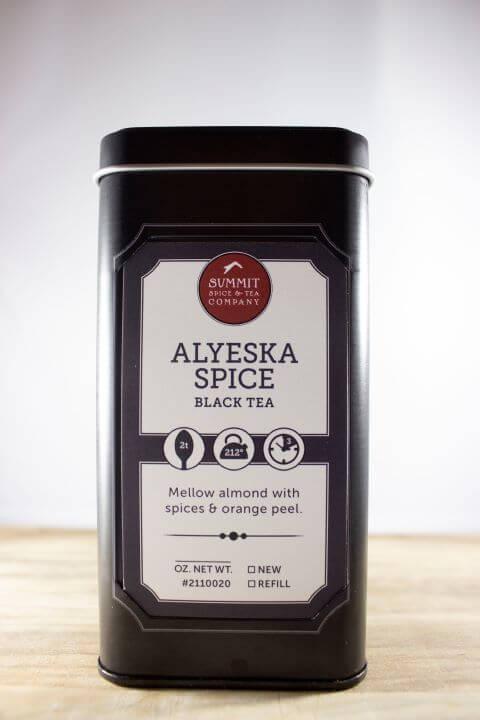 SUMMIT
SPICE & TEA
COMPANY
ALYESKA
SPICE
BLACK TEA
2t
212°
3
Mellow almond with
spices & orange peel.
OZ. NET WT. ☐ NEW
#2110020 ☐ REFILL